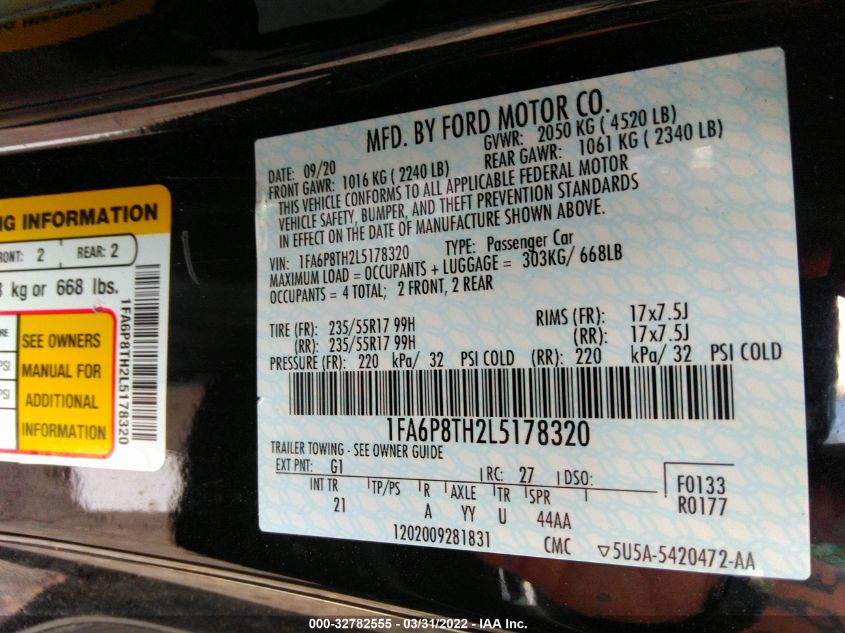 MFD. BY FORD MOTOR CO.
DATE: 09/20 GVWR: 2050 KG ( 4520 LB)
FRONT GAWR: 1016 KG ( 2240 LB) REAR GAWR: 1061 KG ( 2340 LB)
THIS VEHICLE CONFORMS TO ALL APPLICABLE FEDERAL MOTOR
VEHICLE SAFETY, BUMPER, AND THEFT PREVENTION STANDARDS
IN EFFECT ON THE DATE OF MANUFACTURE SHOWN ABOVE.
VIN: 1FA6P8TH2L5178320 TYPE: Passenger Car
MAXIMUM LOAD = OCCUPANTS + LUGGAGE = 303KG/ 668LB
OCCUPANTS = 4 TOTAL; 2 FRONT, 2 REAR
TIRE (FR): 235/55R17 99H RIMS (FR): 17x7.5J
(RR): 235/55R17 99H (RR): 17x7.5J
PRESSURE (FR): 220 kPa/ 32 PSI COLD (RR): 220 kPa/ 32 PSI COLD
1FA6P8TH2L5178320
TRAILER TOWING - SEE OWNER GUIDE
EXT PNT: G1 RC: 27 DSO: F0133
INT TR TP/PS R AXLE TR SPR R0177
21 A YY U 44AA
1202009281831 CMC ▽5U5A-5420472-AA
NG INFORMATION
FRONT: 2 REAR: 2
kg or 668 lbs.
SEE OWNERS
MANUAL FOR
ADDITIONAL
INFORMATION
1FA6P8TH2L5178320
000-32782555 - 03/31/2022 - IAA Inc.